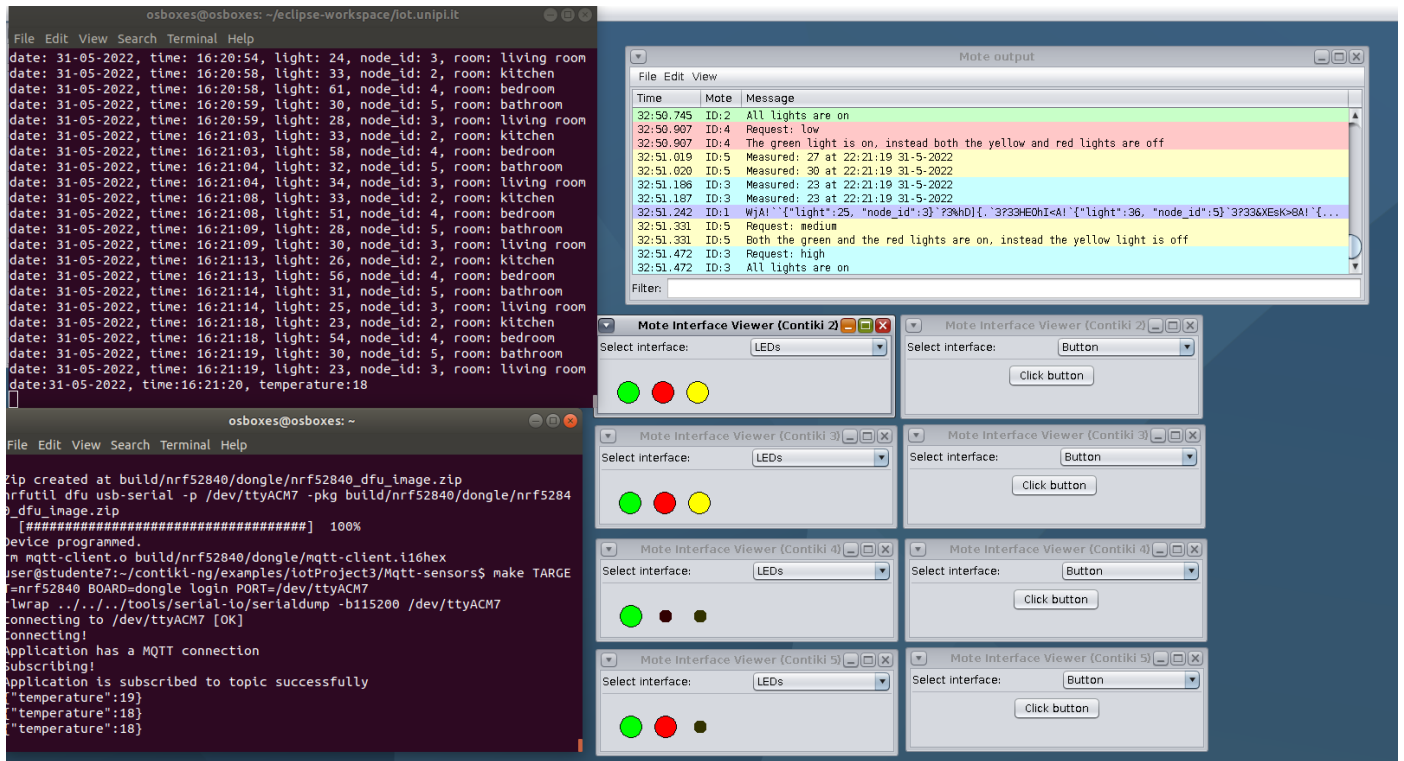 osboxes@osboxes: ~/eclipse-workspace/iot.unipi.it
File Edit View Search Terminal Help
date: 31-05-2022, time: 16:20:54, light: 24, node_id: 3, room: living room
date: 31-05-2022, time: 16:20:58, light: 33, node_id: 2, room: kitchen
date: 31-05-2022, time: 16:20:58, light: 61, node_id: 4, room: bedroom
date: 31-05-2022, time: 16:20:59, light: 30, node_id: 5, room: bathroom
date: 31-05-2022, time: 16:20:59, light: 28, node_id: 3, room: living room
date: 31-05-2022, time: 16:21:03, light: 33, node_id: 2, room: kitchen
date: 31-05-2022, time: 16:21:03, light: 58, node_id: 4, room: bedroom
date: 31-05-2022, time: 16:21:04, light: 32, node_id: 5, room: bathroom
date: 31-05-2022, time: 16:21:04, light: 34, node_id: 3, room: living room
date: 31-05-2022, time: 16:21:08, light: 33, node_id: 2, room: kitchen
date: 31-05-2022, time: 16:21:08, light: 51, node_id: 4, room: bedroom
date: 31-05-2022, time: 16:21:09, light: 28, node_id: 5, room: bathroom
date: 31-05-2022, time: 16:21:09, light: 30, node_id: 3, room: living room
date: 31-05-2022, time: 16:21:13, light: 26, node_id: 2, room: kitchen
date: 31-05-2022, time: 16:21:13, light: 56, node_id: 4, room: bedroom
date: 31-05-2022, time: 16:21:14, light: 31, node_id: 5, room: bathroom
date: 31-05-2022, time: 16:21:14, light: 25, node_id: 3, room: living room
date: 31-05-2022, time: 16:21:18, light: 23, node_id: 2, room: kitchen
date: 31-05-2022, time: 16:21:18, light: 54, node_id: 4, room: bedroom
date: 31-05-2022, time: 16:21:19, light: 30, node_id: 5, room: bathroom
date: 31-05-2022, time: 16:21:19, light: 23, node_id: 3, room: living room
date:31-05-2022, time:16:21:20, temperature:18
osboxes@osboxes: ~
File Edit View Search Terminal Help
Zip created at build/nrf52840/dongle/nrf52840_dfu_image.zip
nrfutil dfu usb-serial -p /dev/ttyACM7 -pkg build/nrf52840/dongle/nrf5284
0_dfu_image.zip
[####################################] 100%
Device programmed.
rm mqtt-client.o build/nrf52840/dongle/mqtt-client.i16hex
user@studente7:~/contiki-ng/examples/iotProject3/Mqtt-sensors$ make TARGE
T=nrf52840 BOARD=dongle login PORT=/dev/ttyACM7
rlwrap ../../../tools/serial-io/serialdump -b115200 /dev/ttyACM7
connecting to /dev/ttyACM7 [OK]
Connecting!
Application has a MQTT connection
Subscribing!
Application is subscribed to topic successfully
{"temperature":19}
{"temperature":18}
{"temperature":18}
Mote output
File Edit View
Time Mote Message
32:50.745 ID:2 All lights are on
32:50.907 ID:4 Request: low
32:50.907 ID:4 The green light is on, instead both the yellow and red lights are off
32:51.019 ID:5 Measured: 27 at 22:21:19 31-5-2022
32:51.020 ID:5 Measured: 30 at 22:21:19 31-5-2022
32:51.186 ID:3 Measured: 23 at 22:21:19 31-5-2022
32:51.187 ID:3 Measured: 23 at 22:21:19 31-5-2022
32:51.242 ID:1 WjA!``{"light":25, "node_id":3}`?3%hD]{.`3?33HEOhI<A!`{"light":36, "node_id":5}`3?33&XEsK>8A!`{...
32:51.331 ID:5 Request: medium
32:51.331 ID:5 Both the green and the red lights are on, instead the yellow light is off
32:51.472 ID:3 Request: high
32:51.472 ID:3 All lights are on
Filter:
Mote Interface Viewer (Contiki 2)
Select interface: LEDs
Mote Interface Viewer (Contiki 2)
Select interface: Button
Click button
Mote Interface Viewer (Contiki 3)
Select interface: LEDs
Mote Interface Viewer (Contiki 3)
Select interface: Button
Click button
Mote Interface Viewer (Contiki 4)
Select interface: LEDs
Mote Interface Viewer (Contiki 4)
Select interface: Button
Click button
Mote Interface Viewer (Contiki 5)
Select interface: LEDs
Mote Interface Viewer (Contiki 5)
Select interface: Button
Click button